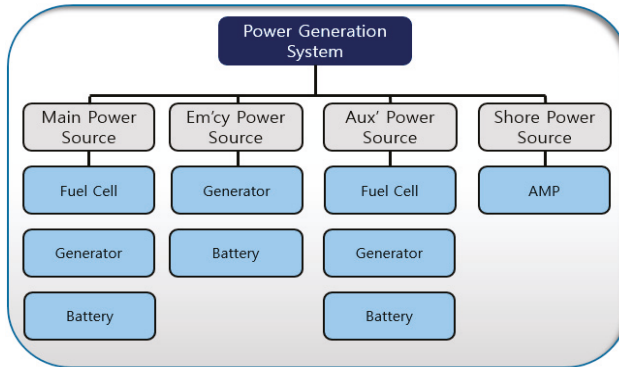 Power Generation
System
Main Power
Source
Em'cy Power
Source
Aux' Power
Source
Shore Power
Source
Fuel Cell
Generator
Fuel Cell
AMP
Generator
Battery
Generator
Battery
Battery